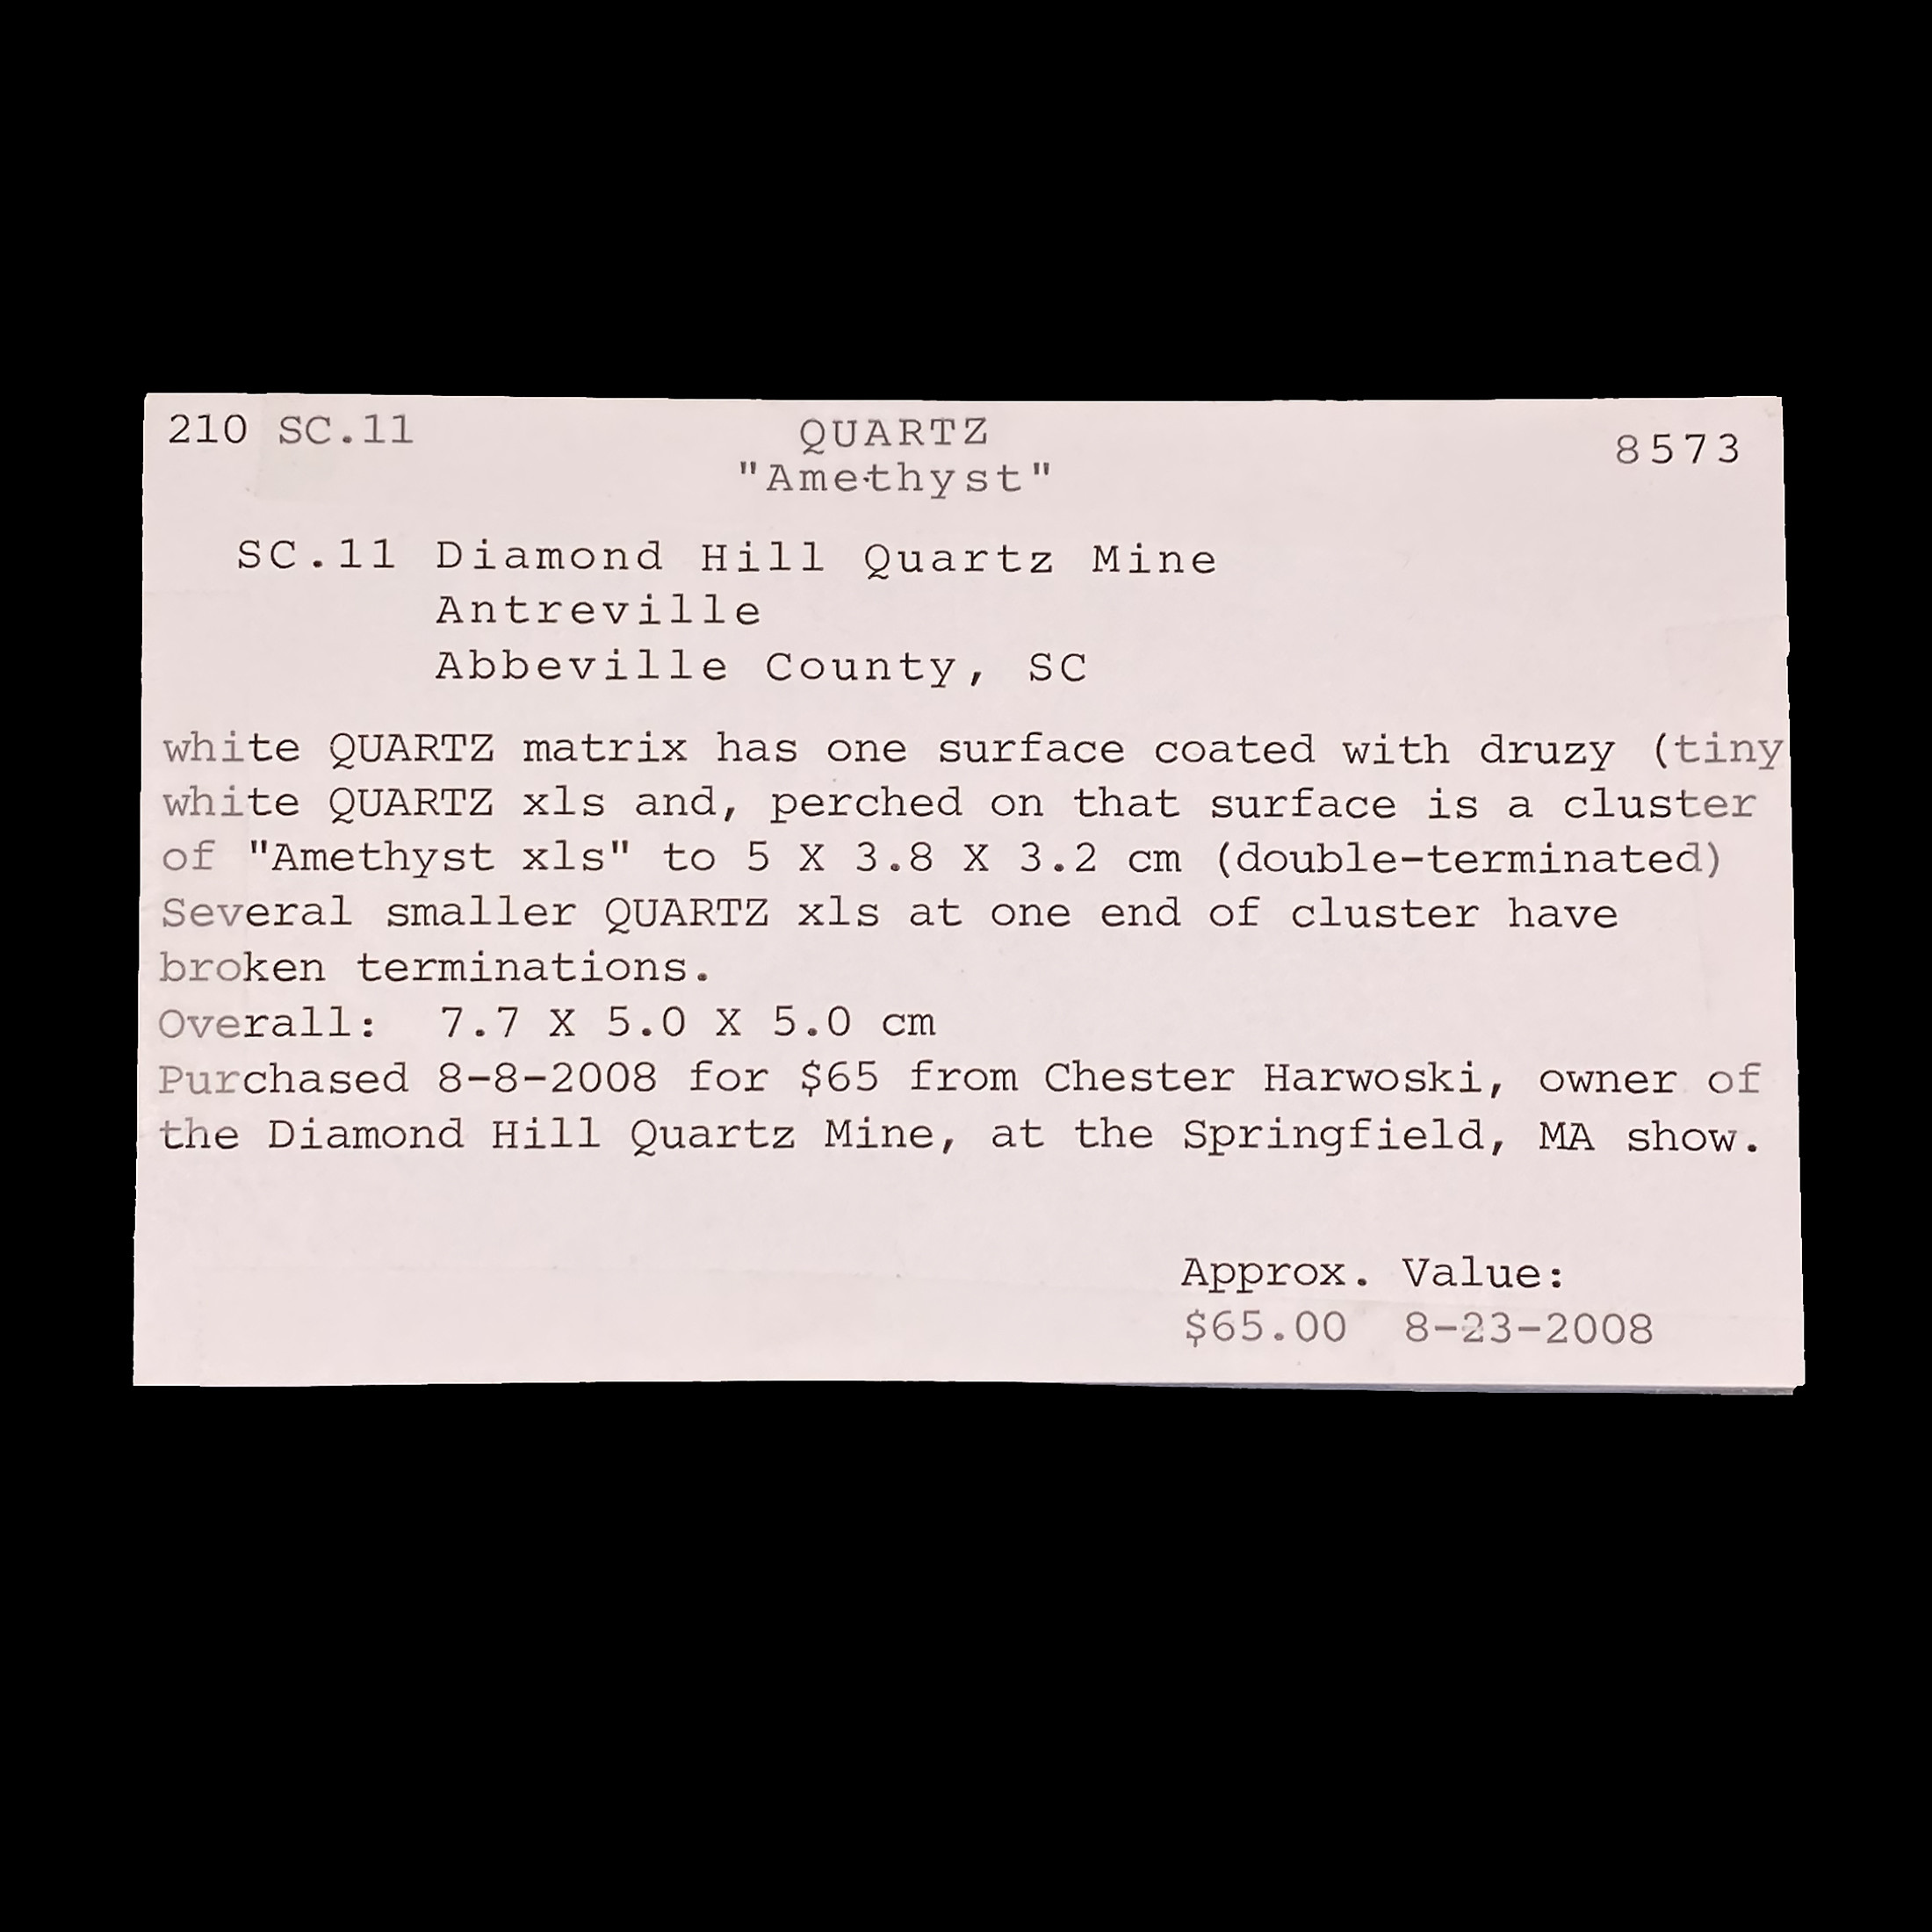 210 SC.11 QUARTZ 8573
"Amethyst"
SC.11 Diamond Hill Quartz Mine
Antreville
Abbeville County, SC
white QUARTZ matrix has one surface coated with druzy (tiny
white QUARTZ xls and, perched on that surface is a cluster
of "Amethyst xls" to 5 X 3.8 X 3.2 cm (double-terminated)
Several smaller QUARTZ xls at one end of cluster have
broken terminations.
Overall: 7.7 X 5.0 X 5.0 cm
Purchased 8-8-2008 for $65 from Chester Harwoski, owner of
the Diamond Hill Quartz Mine, at the Springfield, MA show.
Approx. Value:
$65.00 8-23-2008